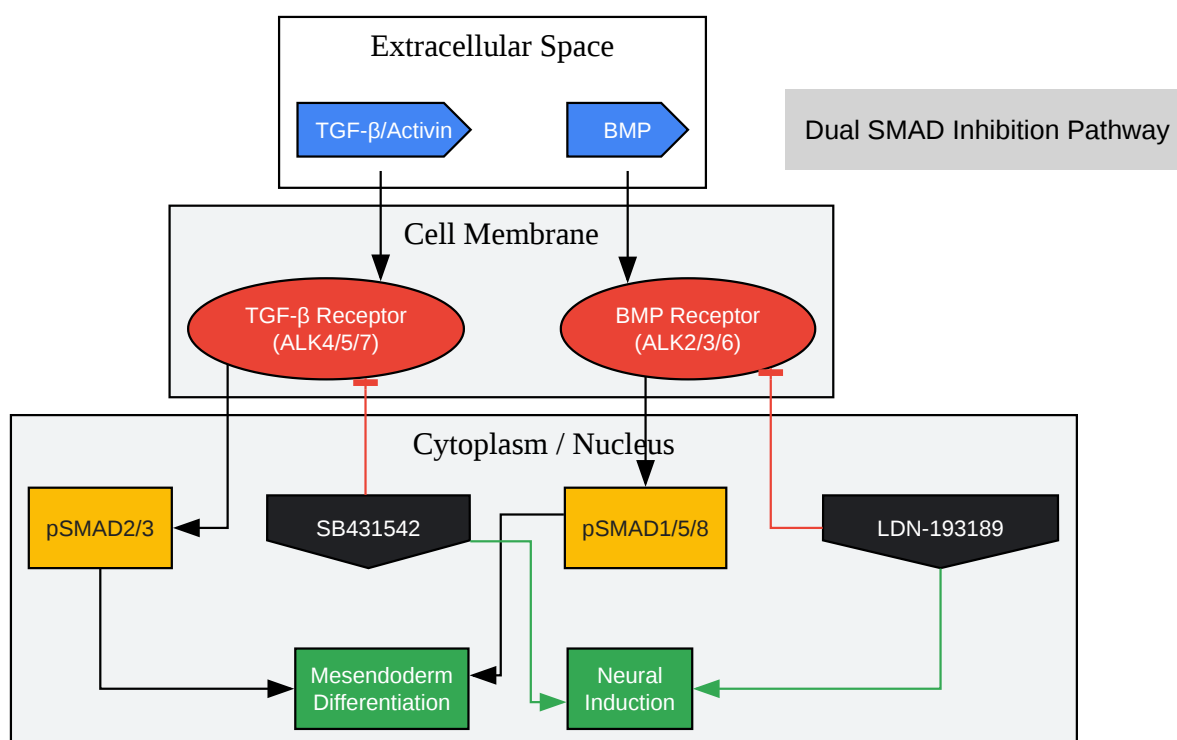 Extracellular Space
TGF-β/Activin
BMP
Dual SMAD Inhibition Pathway
Cell Membrane
TGF-β Receptor
(ALK4/5/7)
BMP Receptor
(ALK2/3/6)
Cytoplasm / Nucleus
pSMAD2/3
SB431542
pSMAD1/5/8
LDN-193189
Mesendoderm
Differentiation
Neural
Induction